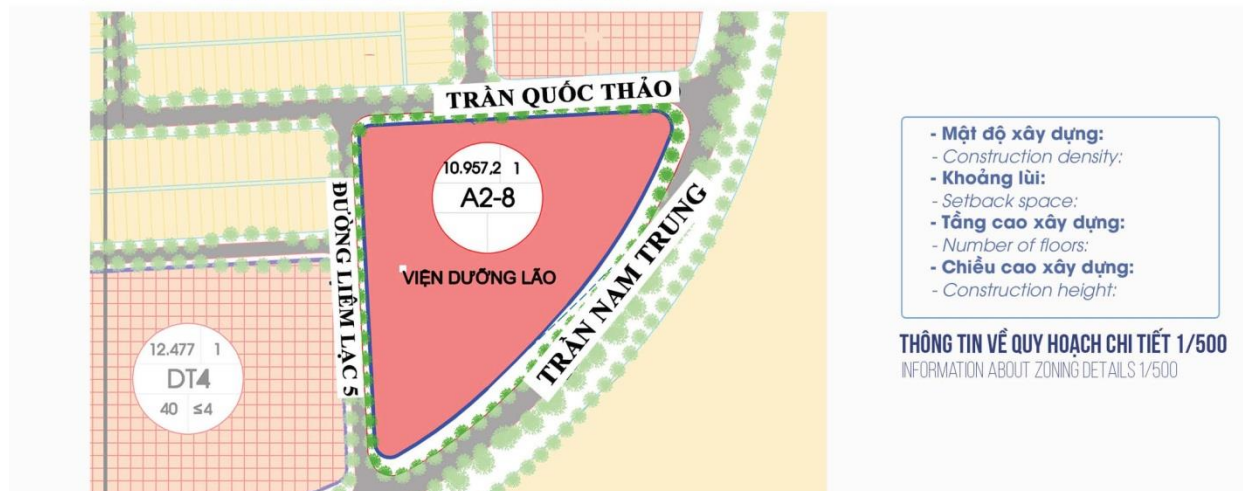 TRẦN QUỐC THẢO
10.957,2 1
A2-8
ĐƯỜNG LIÊM LẠC 5
VIỆN DƯỠNG LÃO
TRẦN NAM TRUNG
12.477 1
DT4
40 ≤4
- Mật độ xây dựng:
- Construction density:
- Khoảng lùi:
- Setback space:
- Tầng cao xây dựng:
- Number of floors:
- Chiều cao xây dựng:
- Construction height:
THÔNG TIN VỀ QUY HOẠCH CHI TIẾT 1/500
INFORMATION ABOUT ZONING DETAILS 1/500